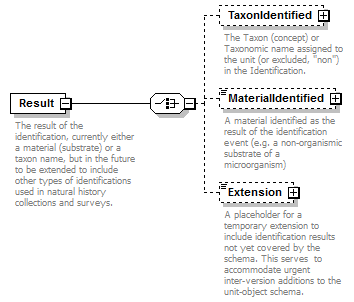 TaxonIdentified
The Taxon (concept) or
Taxonomic name assigned to
the unit (or excluded, "non")
in the Identification.
Result
The result of the
identification, currently either
a material (substrate) or a
taxon name, but in the future
to be extended to include
other types of identifications
used in natural history
collections and surveys.
MaterialIdentified
A material identified as the
result of the identification
event (e.g. a non-organismic
substrate of a
microorganism)
Extension
A placeholder for a
temporary extension to
include identification results
not yet covered by the
schema. This serves to
accommodate urgent
inter-version additions to the
unit-object schema.